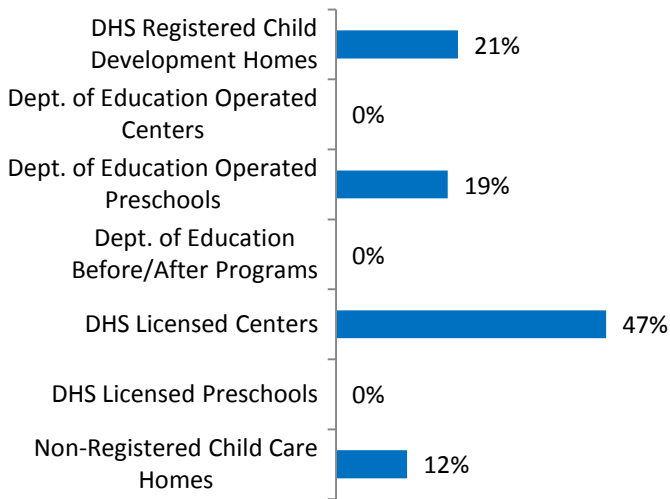 DHS Registered Child
Development Homes
21%
Dept. of Education Operated
Centers
0%
Dept. of Education Operated
Preschools
19%
Dept. of Education
Before/After Programs
0%
DHS Licensed Centers
47%
DHS Licensed Preschools
0%
Non-Registered Child Care
Homes
12%